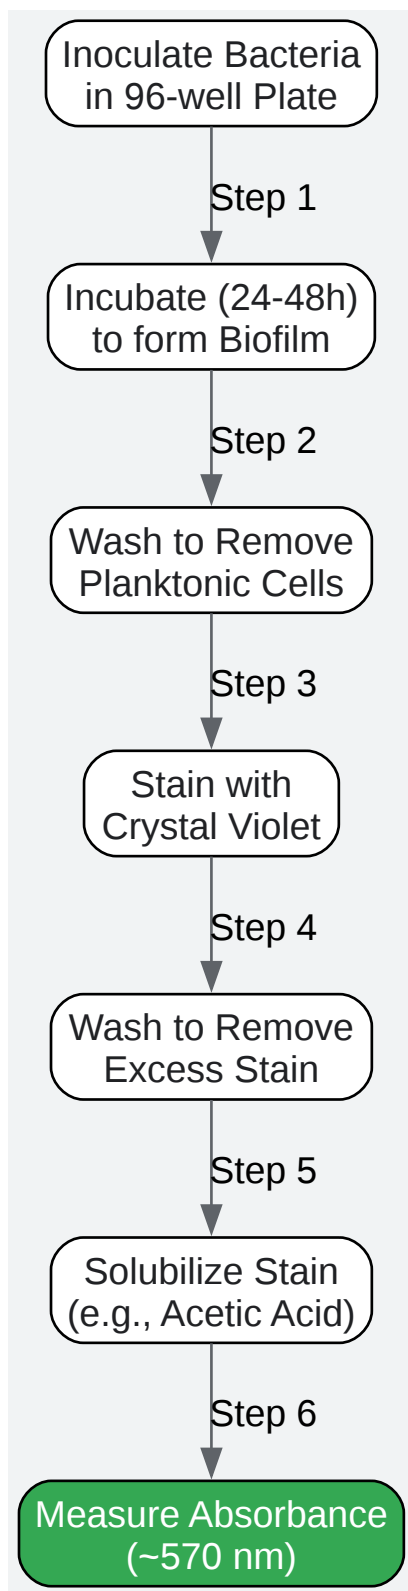 Inoculate Bacteria
in 96-well Plate
Step 1
Incubate (24-48h)
to form Biofilm
Step 2
Wash to Remove
Planktonic Cells
Step 3
Stain with
Crystal Violet
Step 4
Wash to Remove
Excess Stain
Step 5
Solubilize Stain
(e.g., Acetic Acid)
Step 6
Measure Absorbance
(~570 nm)